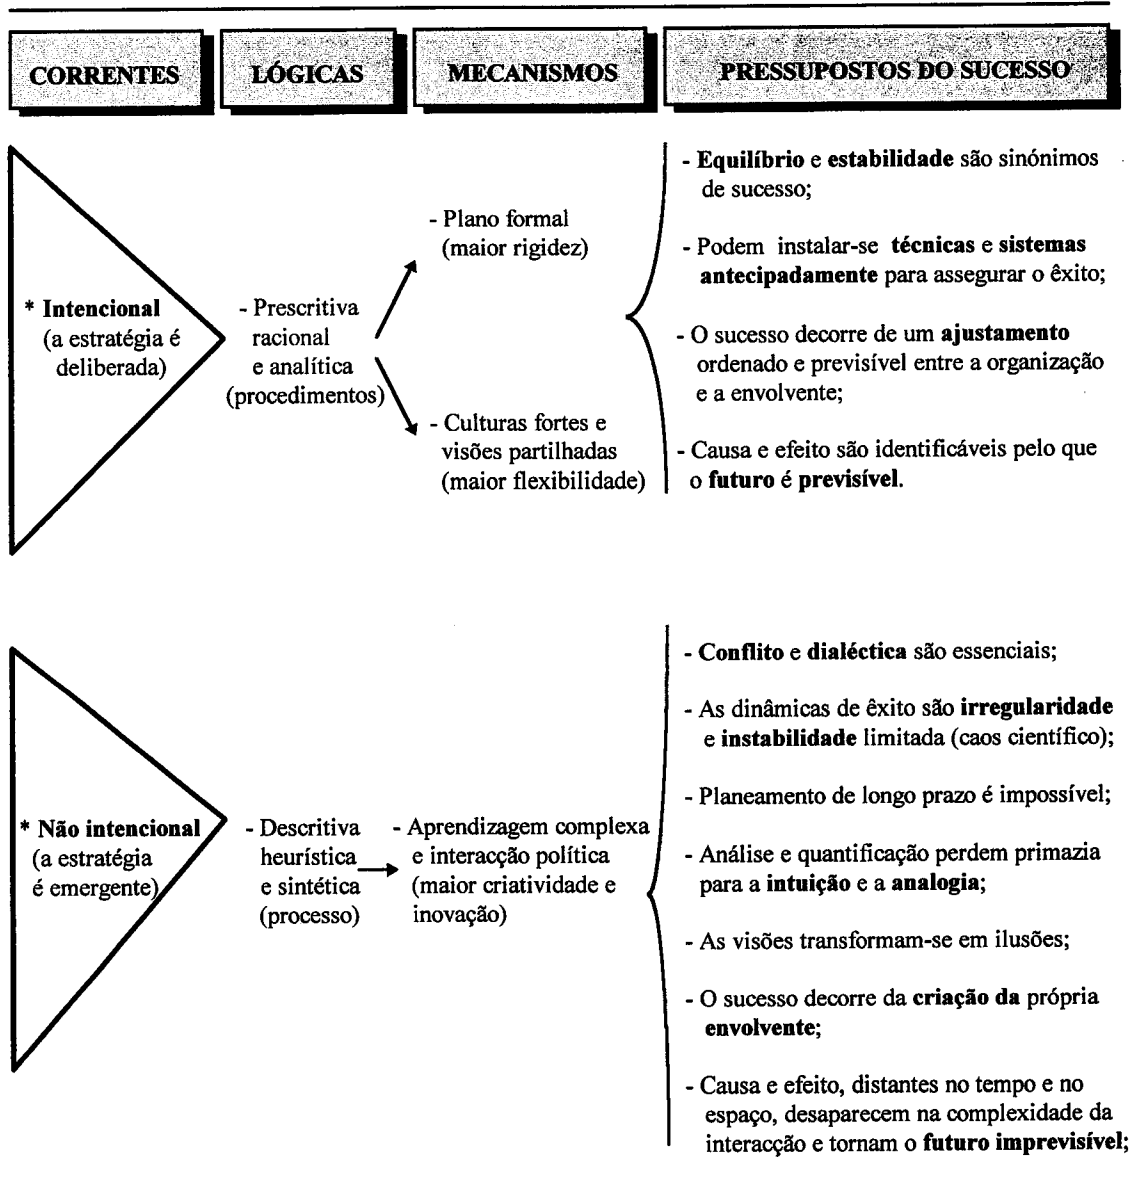 CORRENTES
LÓGICAS
MECANISMOS
PRESSUPOSTOS DO SUCESSO
* Intencional
(a estratégia é
deliberada)
- Prescritiva
racional
e analítica
(procedimentos)
- Plano formal
(maior rigidez)
- Culturas fortes e
visões partilhadas
(maior flexibilidade)
- Equilíbrio e estabilidade são sinónimos
de sucesso;
- Podem instalar-se técnicas e sistemas
antecipadamente para assegurar o êxito;
- O sucesso decorre de um ajustamento
ordenado e previsível entre a organização
e a envolvente;
- Causa e efeito são identificáveis pelo que
o futuro é previsível.
* Não intencional
(a estratégia
é emergente)
- Descritiva
heurística
e sintética
(processo)
- Aprendizagem complexa
e interacção política
(maior criatividade e
inovação)
- Conflito e dialéctica são essenciais;
- As dinâmicas de êxito são irregularidade
e instabilidade limitada (caos científico);
- Planeamento de longo prazo é impossível;
- Análise e quantificação perdem primazia
para a intuição e a analogia;
- As visões transformam-se em ilusões;
- O sucesso decorre da criação da própria
envolvente;
- Causa e efeito, distantes no tempo e no
espaço, desaparecem na complexidade da
interacção e tornam o futuro imprevisível;